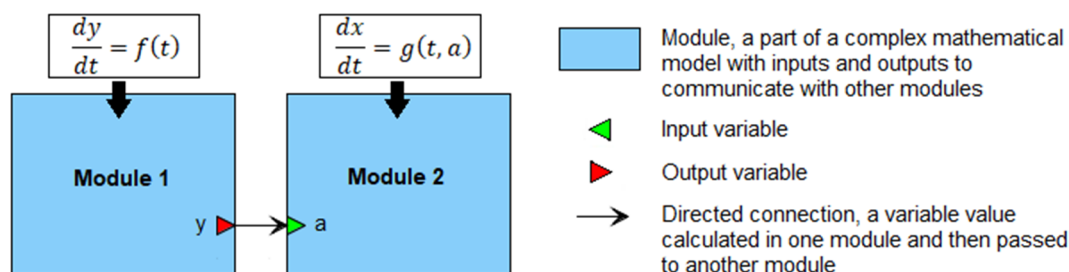 dy/dt = f(t)
dx/dt = g(t, a)
Module 1
Module 2
y
a
Module, a part of a complex mathematical
model with inputs and outputs to
communicate with other modules
Input variable
Output variable
Directed connection, a variable value
calculated in one module and then passed
to another module